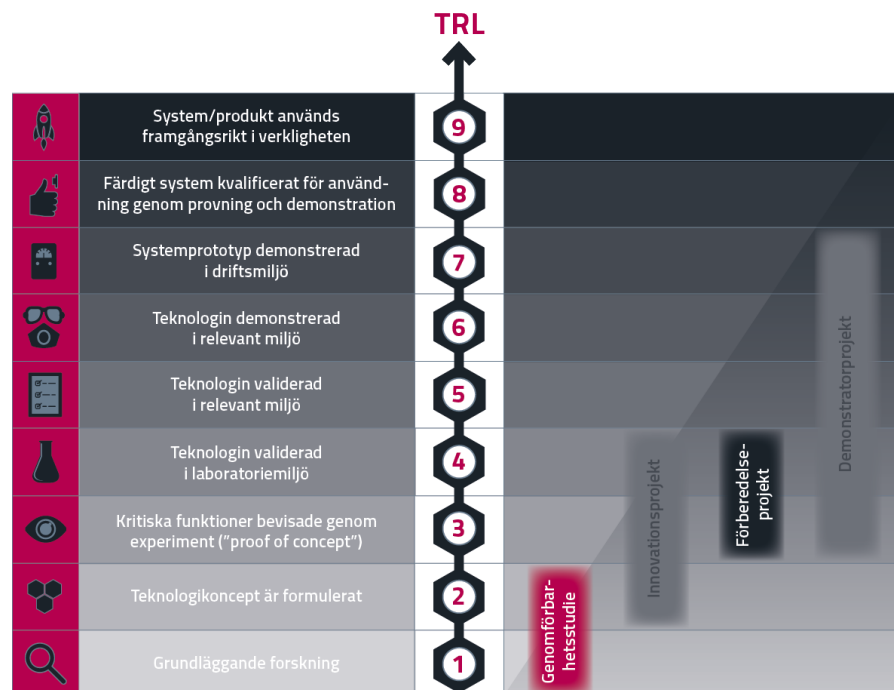 TRL
System/produkt används
framgångsrikt i verkligheten
9
Färdigt system kvalificerat för använd-
ning genom provning och demonstration
8
Systemprototyp demonstrerad
i driftsmiljö
7
Teknologin demonstrerad
i relevant miljö
6
Teknologin validerad
i relevant miljö
5
Teknologin validerad
i laboratoriemiljö
4
Kritiska funktioner bevisade genom
experiment (”proof of concept”)
3
Teknologikoncept är formulerat
2
Grundläggande forskning
1
Genomförbar-
hetsstudie
Innovationsprojekt
Förberedelse-
projekt
Demonstratorprojekt